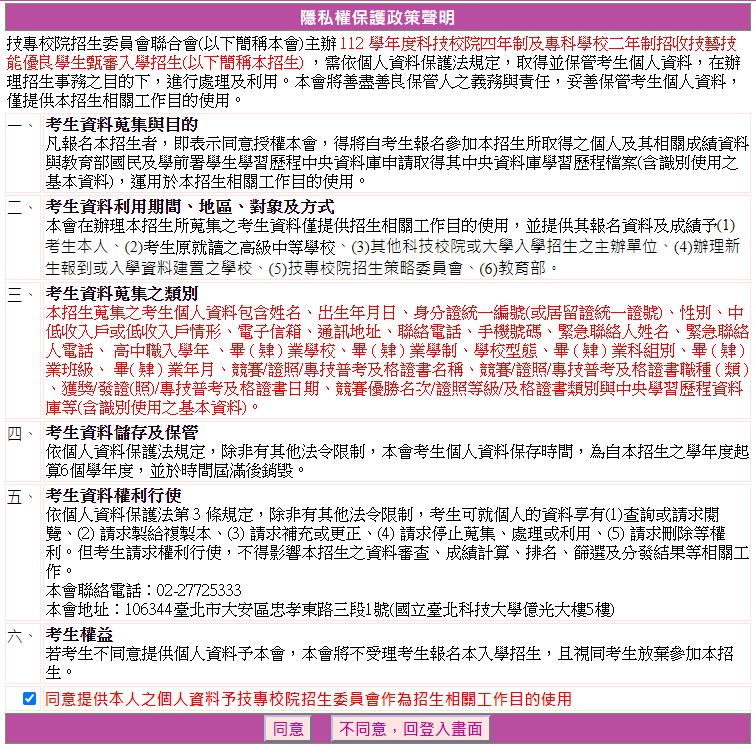 隱私權保護政策聲明
技專校院招生委員會聯合會(以下簡稱本會)主辦 112 學年度科技校院四年制及專科學校二年制招收技藝技
能優良學生甄審入學招生(以下簡稱本招生) ，需依個人資料保護法規定，取得並保管考生個人資料，在辦
理招生事務之目的下，進行處理及利用。本會將善盡善良保管人之義務與責任，妥善保管考生個人資料，
僅提供本招生相關工作目的使用。
一、 考生資料蒐集與目的
凡報名本招生者，即表示同意授權本會，得將自考生報名參加本招生所取得之個人及其相關成績資料
與教育部國民及學前署學生學習歷程中央資料庫申請取得其中央資料庫學習歷程檔案(含識別使用之
基本資料)，運用於本招生相關工作目的使用。
二、 考生資料利用期間、地區、對象及方式
本會在辦理本招生所蒐集之考生資料僅提供招生相關工作目的使用，並提供其報名資料及成績予(1)
考生本人、(2)考生原就讀之高級中等學校、(3)其他科技校院或大學入學招生之主辦單位、(4)辦理新
生報到或入學資料建置之學校、(5)技專校院招生策略委員會、(6)教育部。
三、 考生資料蒐集之類別
本招生蒐集之考生個人資料包含姓名、出生年月日、身分證統一編號(或居留證統一證號)、性別、中
低收入戶或低收入戶情形、電子信箱、通訊地址、聯絡電話、手機號碼、緊急聯絡人姓名、緊急聯絡
人電話、 高中職入學年 、畢 ( 肄 ) 業學校、畢 ( 肄 ) 業學制、學校型態、畢 ( 肄 ) 業科組別、畢 ( 肄 )
業班級、 畢 ( 肄 ) 業年月、競賽/證照/專技普考及格證書名稱、競賽/證照/專技普考及格證書職種 ( 類 )
、獲獎/發證(照)/專技普考及格證書日期、競賽優勝名次/證照等級/及格證書類別與中央學習歷程資料
庫等(含識別使用之基本資料)。
四、 考生資料儲存及保管
依個人資料保護法規定，除非有其他法令限制，本會考生個人資料保存時間，為自本招生之學年度起
算6個學年度，並於時間屆滿後銷毀。
五、 考生資料權利行使
依個人資料保護法第 3 條規定，除非有其他法令限制，考生可就個人的資料享有(1)查詢或請求閱
覽、(2) 請求製給複製本、(3) 請求補充或更正、(4) 請求停止蒐集、處理或利用、(5) 請求刪除等權
利。但考生請求權利行使，不得影響本招生之資料審查、成績計算、排名、篩選及分發結果等相關工
作。
本會聯絡電話：02-27725333
本會地址：106344臺北市大安區忠孝東路三段1號(國立臺北科技大學億光大樓5樓)
六、 考生權益
若考生不同意提供個人資料予本會，本會將不受理考生報名本入學招生，且視同考生放棄參加本招
生。
同意提供本人之個人資料予技專校院招生委員會作為招生相關工作目的使用
同意 不同意，回登入畫面